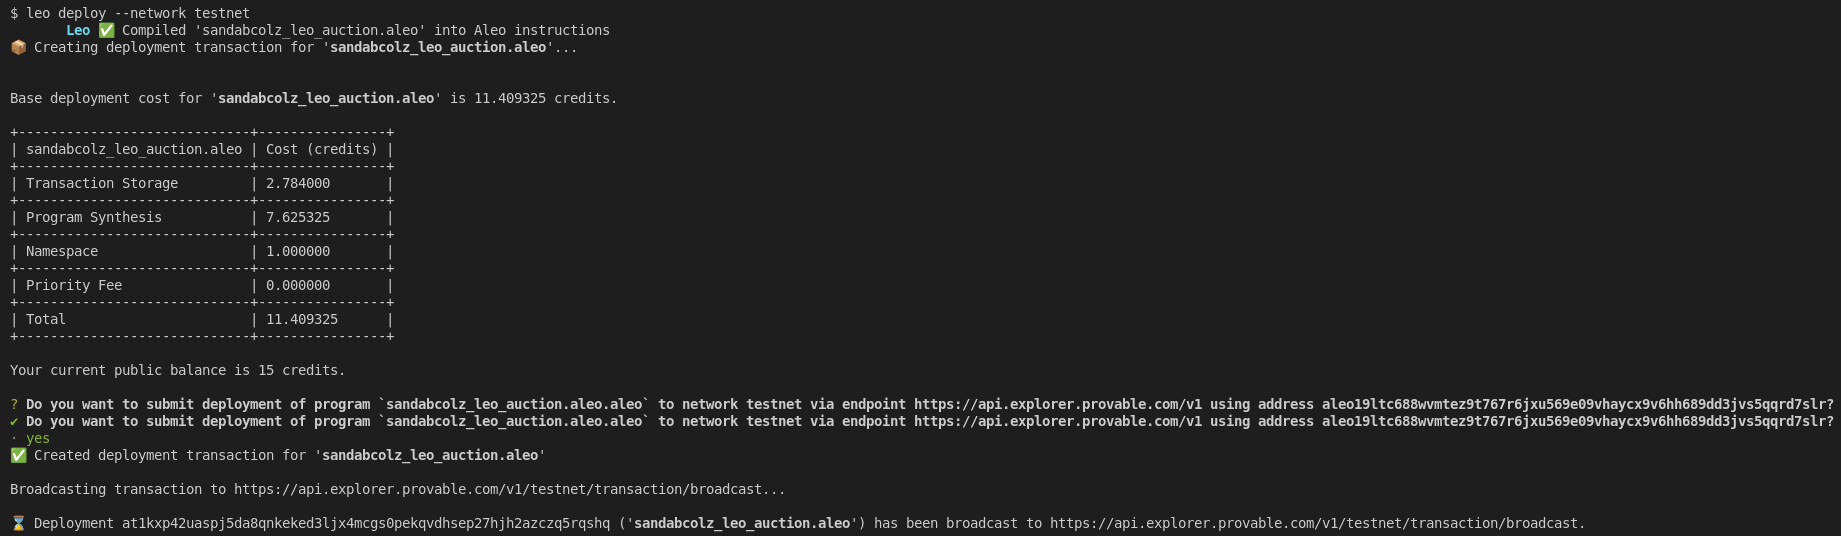 $ leo deploy --network testnet
Leo ✅ Compiled 'sandabcolz_leo_auction.aleo' into Aleo instructions
📦 Creating deployment transaction for 'sandabcolz_leo_auction.aleo'...
Base deployment cost for 'sandabcolz_leo_auction.aleo' is 11.409325 credits.
+-----------------------------+----------------+
| sandabcolz_leo_auction.aleo | Cost (credits) |
+-----------------------------+----------------+
| Transaction Storage         | 2.784000       |
+-----------------------------+----------------+
| Program Synthesis           | 7.625325       |
+-----------------------------+----------------+
| Namespace                   | 1.000000       |
+-----------------------------+----------------+
| Priority Fee                | 0.000000       |
+-----------------------------+----------------+
| Total                       | 11.409325      |
+-----------------------------+----------------+
Your current public balance is 15 credits.
? Do you want to submit deployment of program `sandabcolz_leo_auction.aleo.aleo` to network testnet via endpoint https://api.explorer.provable.com/v1 using address aleo19ltc688wvmtez9t767r6jxu569e09vhaycx9v6hh689dd3jvs5qqrd7slr?
✔ Do you want to submit deployment of program `sandabcolz_leo_auction.aleo.aleo` to network testnet via endpoint https://api.explorer.provable.com/v1 using address aleo19ltc688wvmtez9t767r6jxu569e09vhaycx9v6hh689dd3jvs5qqrd7slr?
· yes
✅ Created deployment transaction for 'sandabcolz_leo_auction.aleo'
Broadcasting transaction to https://api.explorer.provable.com/v1/testnet/transaction/broadcast...
⌛ Deployment at1kxp42uaspj5da8qnkeked3ljx4mcgs0pekqvdhsep27hjh2azczq5rqshq ('sandabcolz_leo_auction.aleo') has been broadcast to https://api.explorer.provable.com/v1/testnet/transaction/broadcast.